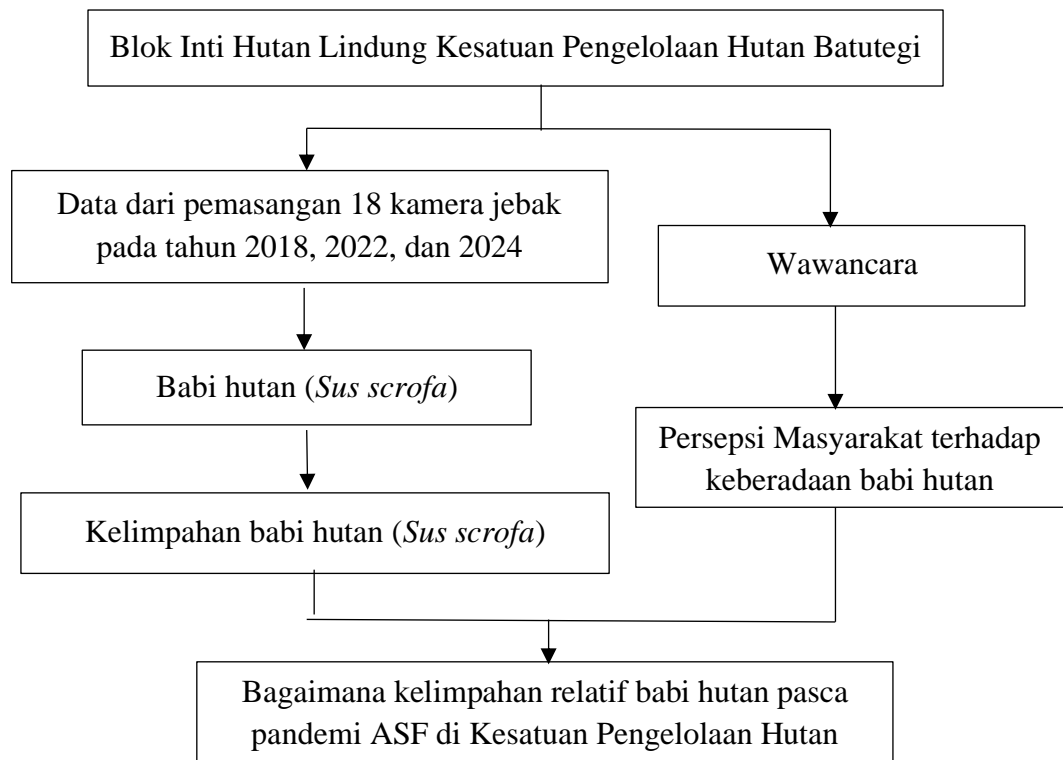 Blok Inti Hutan Lindung Kesatuan Pengelolaan Hutan Batutegi
Data dari pemasangan 18 kamera jebak
pada tahun 2018, 2022, dan 2024
Wawancara
Babi hutan (Sus scrofa)
Persepsi Masyarakat terhadap
keberadaan babi hutan
Kelimpahan babi hutan (Sus scrofa)
Bagaimana kelimpahan relatif babi hutan pasca
pandemi ASF di Kesatuan Pengelolaan Hutan